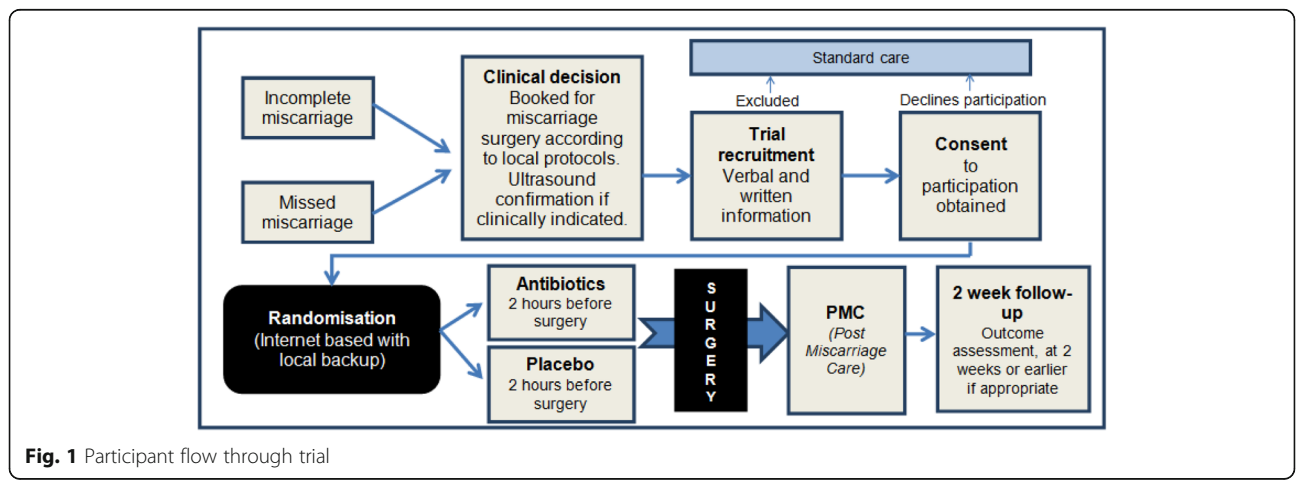 Incomplete
miscarriage
Missed
miscarriage
Clinical decision
Booked for
miscarriage
surgery according
to local protocols.
Ultrasound
confirmation if
clinically indicated.
Standard care
Excluded
Declines participation
Trial
recruitment
Verbal and
written
information
Consent
to
participation
obtained
Randomisation
(Internet based with
local backup)
Antibiotics
2 hours before
surgery
Placebo
2 hours before
surgery
S
U
R
G
E
R
Y
PMC
(Post
Miscarriage
Care)
2 week follow-
up
Outcome
assessment, at 2
weeks or earlier
if appropriate
Fig. 1 Participant flow through trial